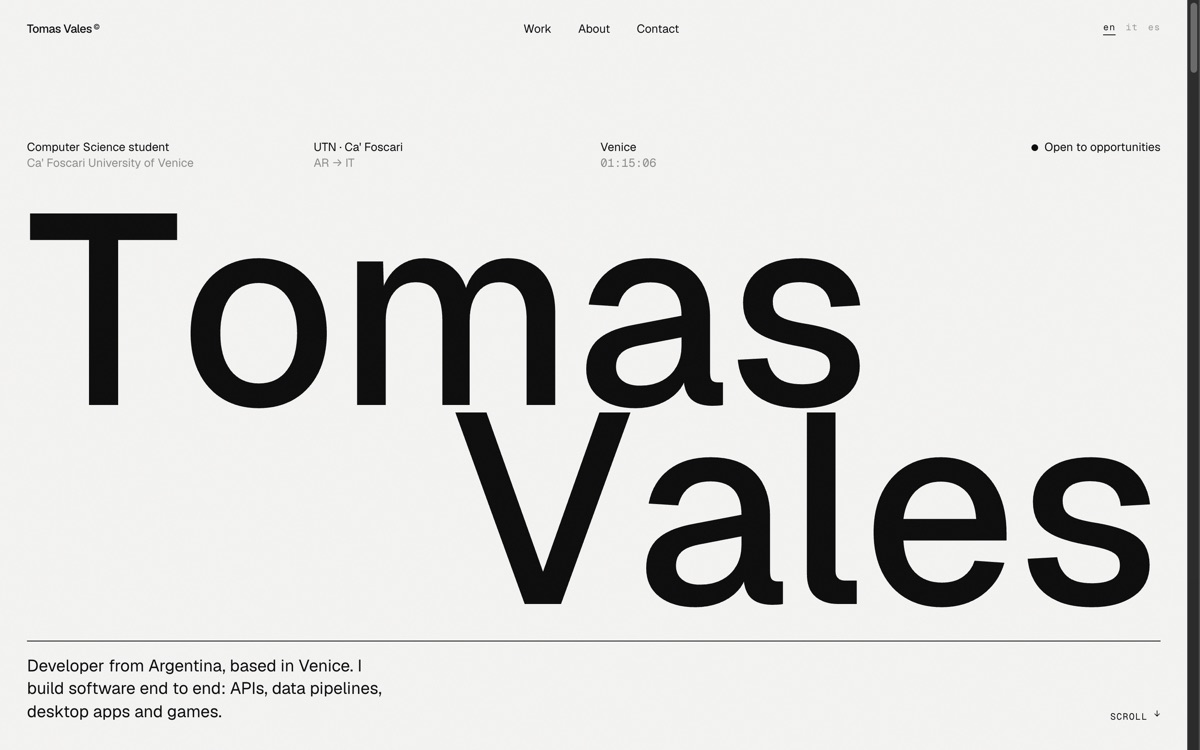 Tomas Vales©
Work About Contact
en it es
Computer Science student
Ca' Foscari University of Venice
UTN · Ca' Foscari
AR → IT
Venice
01:15:06
● Open to opportunities
Tomas
Vales
Developer from Argentina, based in Venice. I
build software end to end: APIs, data pipelines,
desktop apps and games.
SCROLL ↓